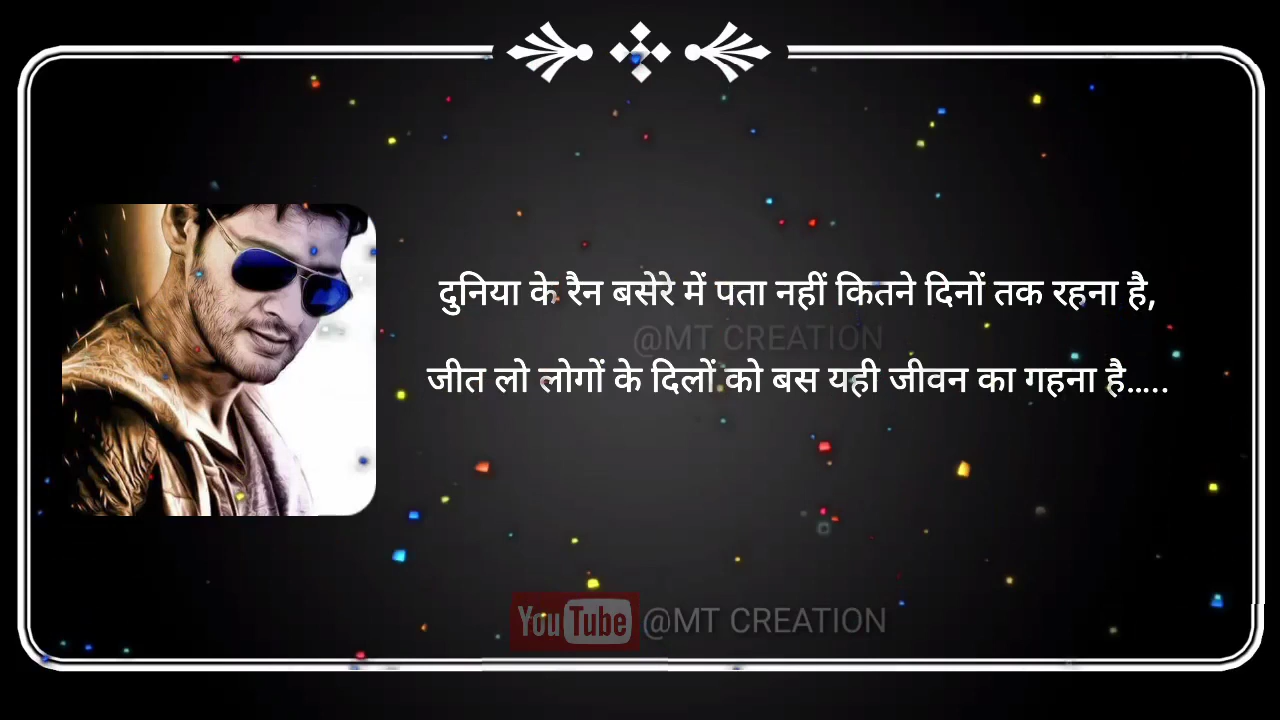 दुनिया के रैन बसेरे में पता नहीं कितने दिनों तक रहना है,
@MT CREATION
जीत लो लोगों के दिलों को बस यही जीवन का गहना है.....
YouTube @MT CREATION